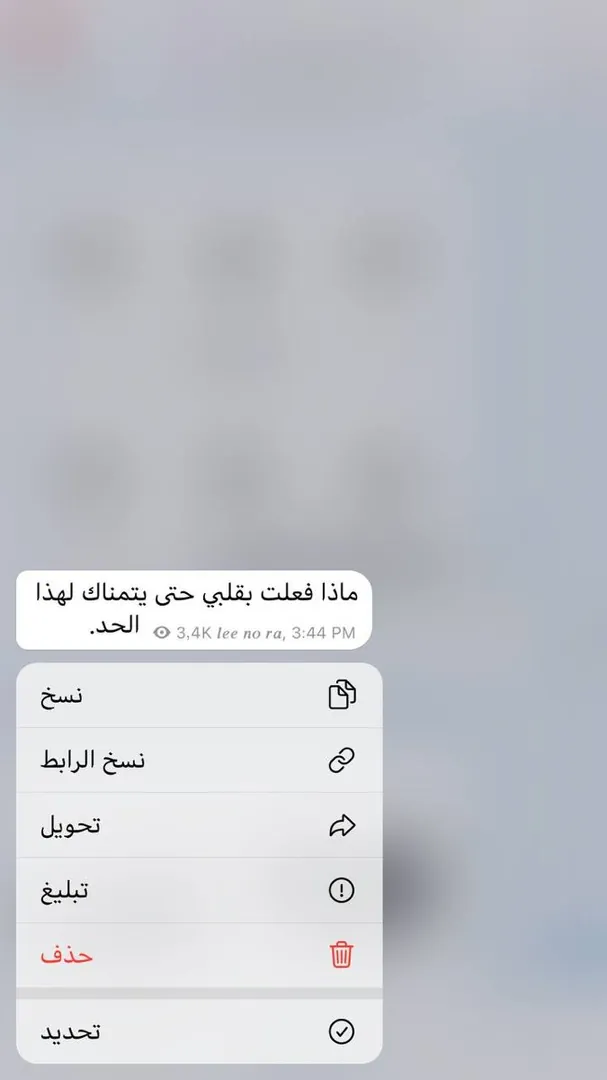 ماذا فعلت بقلبي حتى يتمناك لهذا
الحد.
3,4K lee no ra, 3:44 PM
نسخ
نسخ الرابط
تحويل
تبليغ
حذف
تحديد